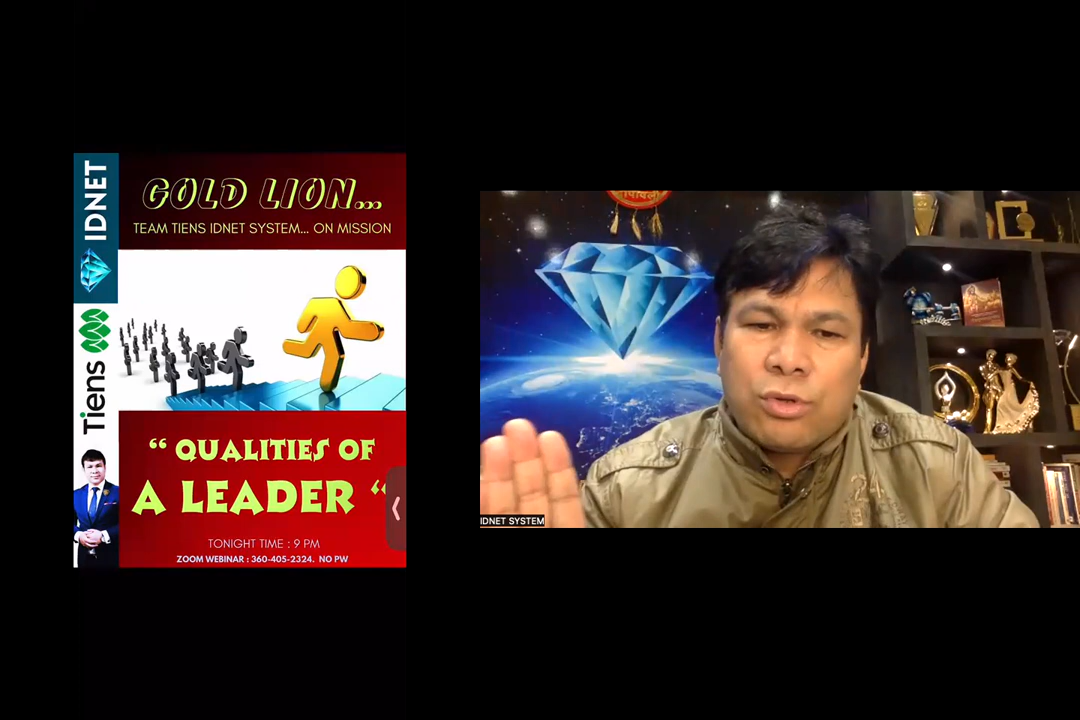 IDNET
Tiens
GOLD LION...
TEAM TIENS IDNET SYSTEM... ON MISSION
“ QUALITIES OF
A LEADER “
TONIGHT TIME : 9 PM
ZOOM WEBINAR : 360-405-2324. NO PW
IDNET SYSTEM
24